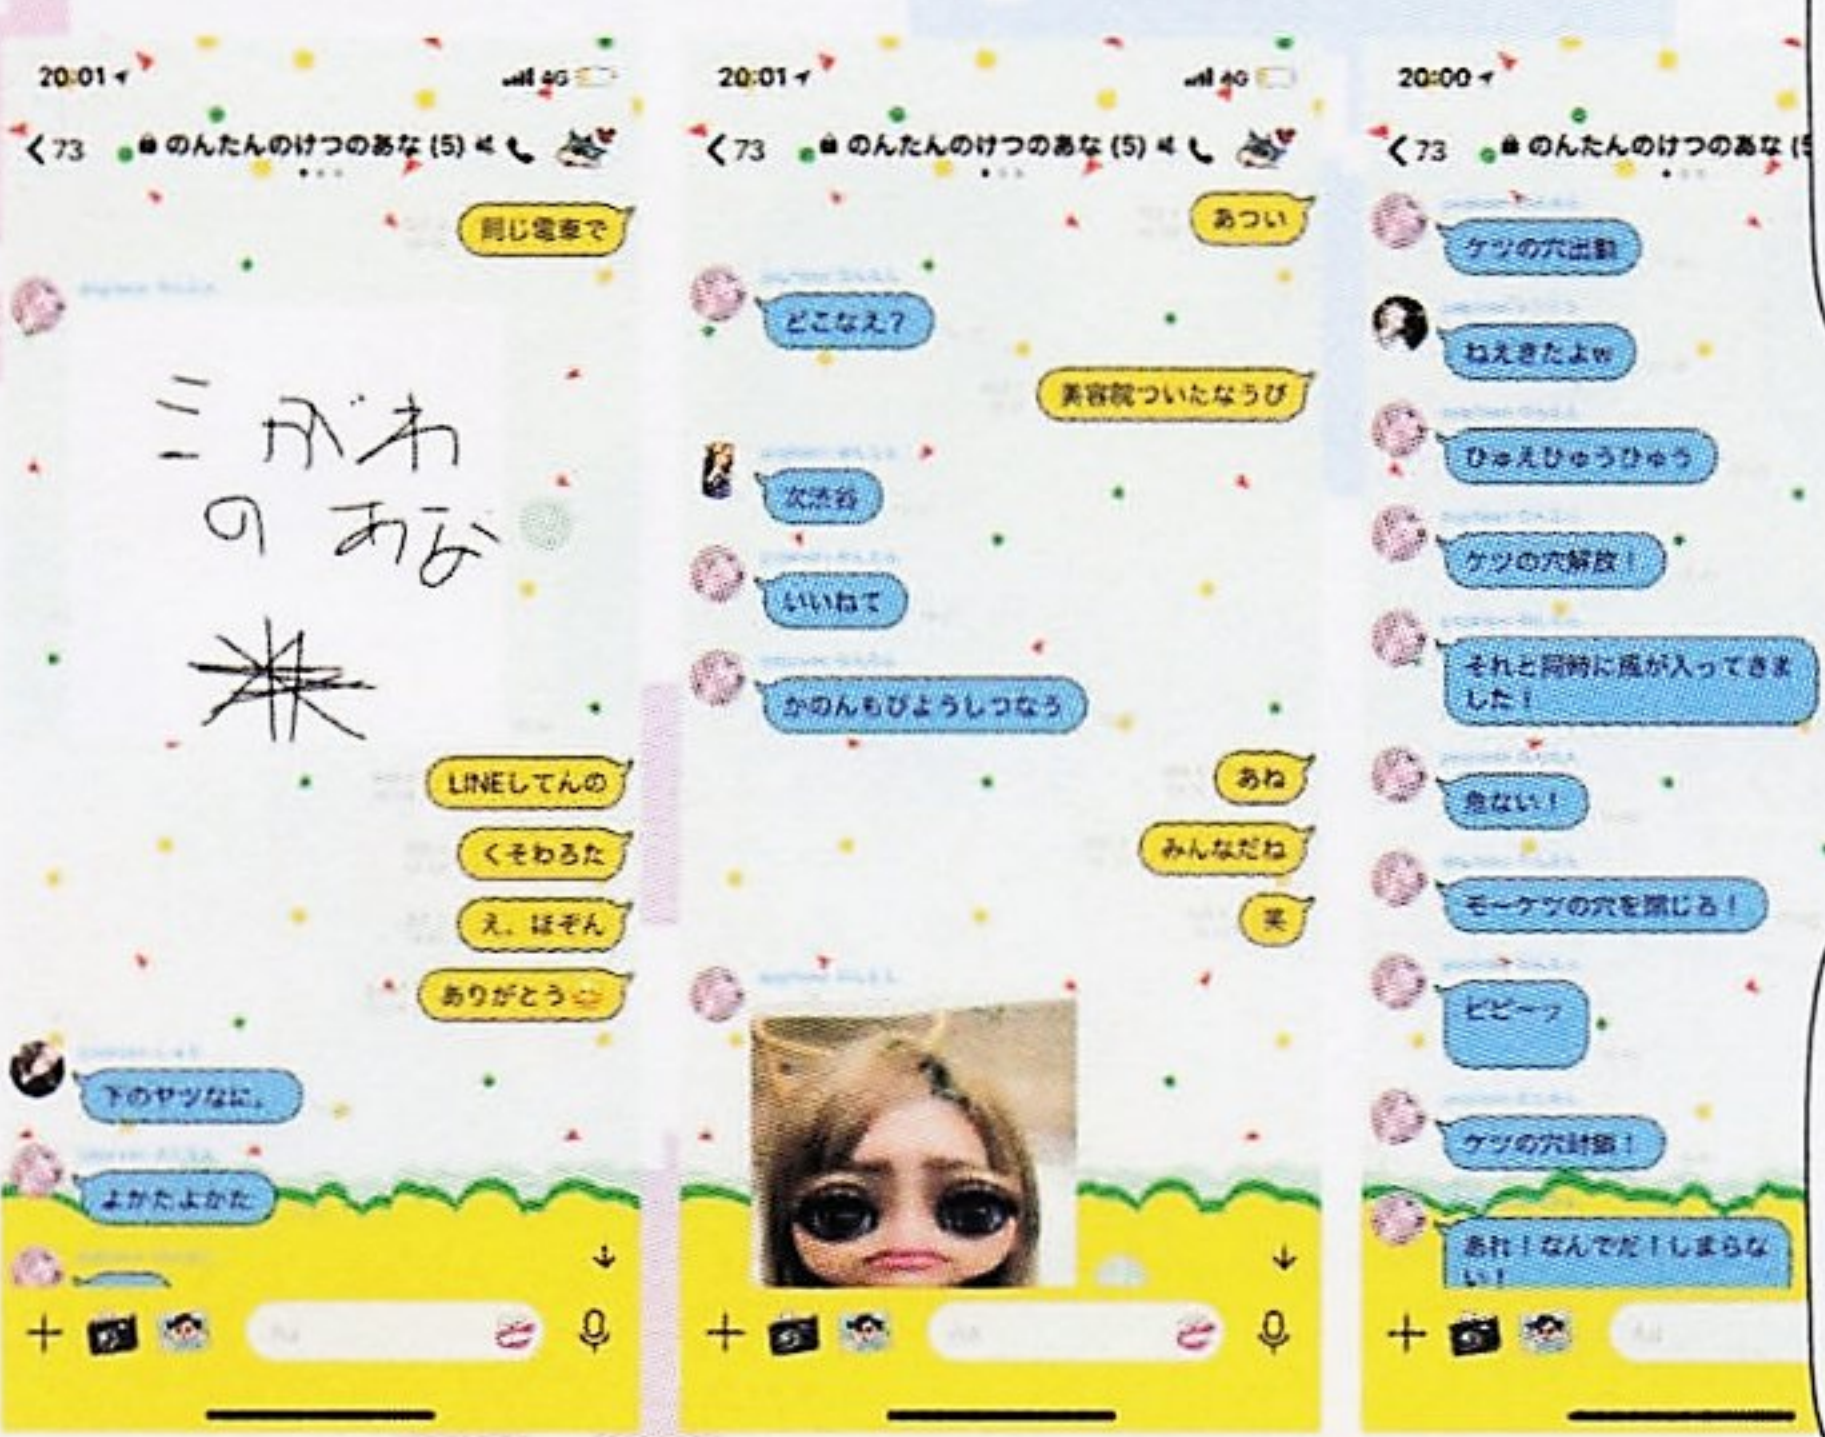 20:01
4G
73
のんたんのけつのあな (5)
同じ電車で
こがわ
の あな
LINEしてんの
くそわろた
え、ほぞん
ありがとう
下のヤツなに。
よかたよかた
20:01
4G
73
のんたんのけつのあな (5)
あつい
どこなえ？
美容院ついたなうび
次渋谷
いいねて
かのんもびようしつなう
あね
みんなだね
笑
20:00
73
のんたんのけつのあな (5
ケツの穴出動
ねえきたよw
ひゅえひゅうひゅう
ケツの穴解放！
それと同時に風が入ってきま
した！
危ない！
モーケツの穴を閉じろ！
ビビーッ
ケツの穴封鎖！
あれ！なんでだ！しまらな
い！